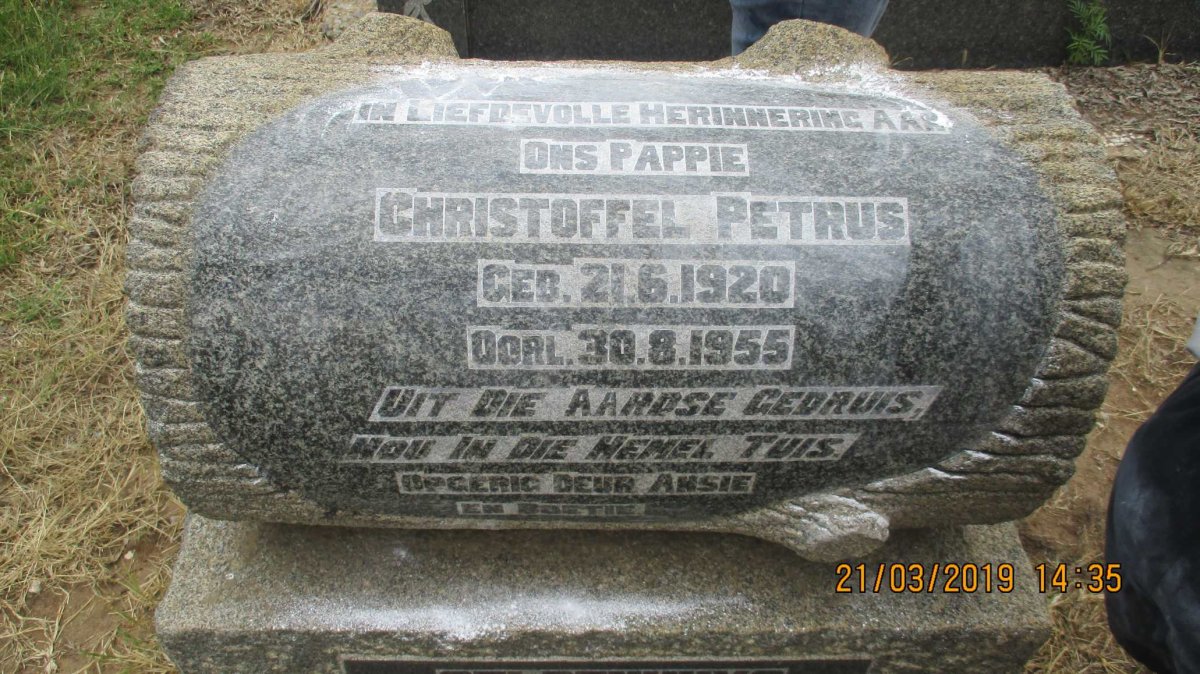 IN LIEFDEVOLLE HERINNERING AAN
ONS PAPPIE
CHRISTOFFEL PETRUS
GEB. 21.6.1920
OORL. 30.8.1955
UIT DIE AARDSE GEDRUIS,
NOU IN DIE HEMEL TUIS.
OPGERIG DEUR ANSIE
EN
21/03/2019 14:35